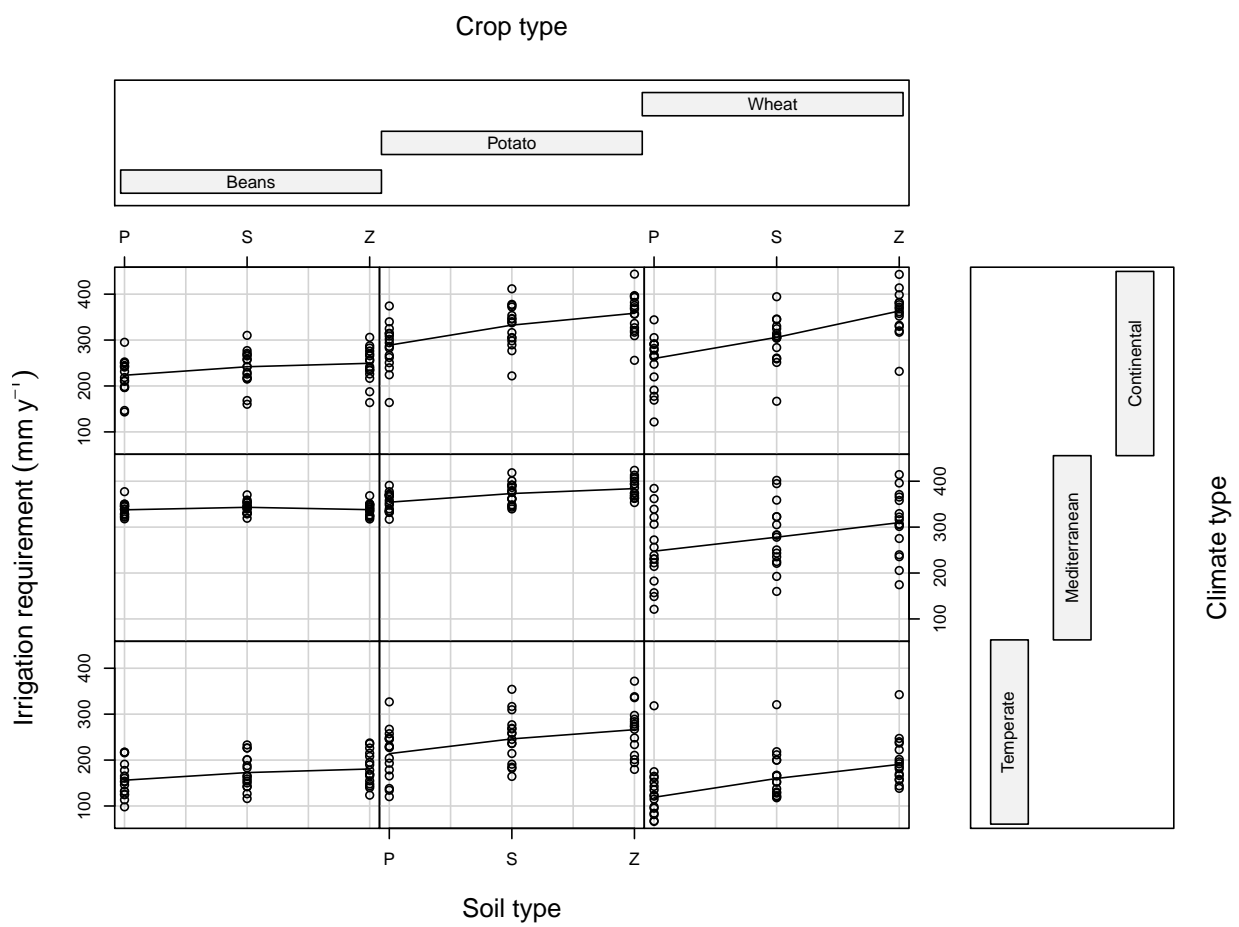 Crop type
Wheat
Potato
Beans
P S Z P S Z
400
300
200
100
400
300
200
100
400
300
200
100
Irrigation requirement (mm y⁻¹)
Continental
Mediterranean
Temperate
Climate type
P S Z
Soil type